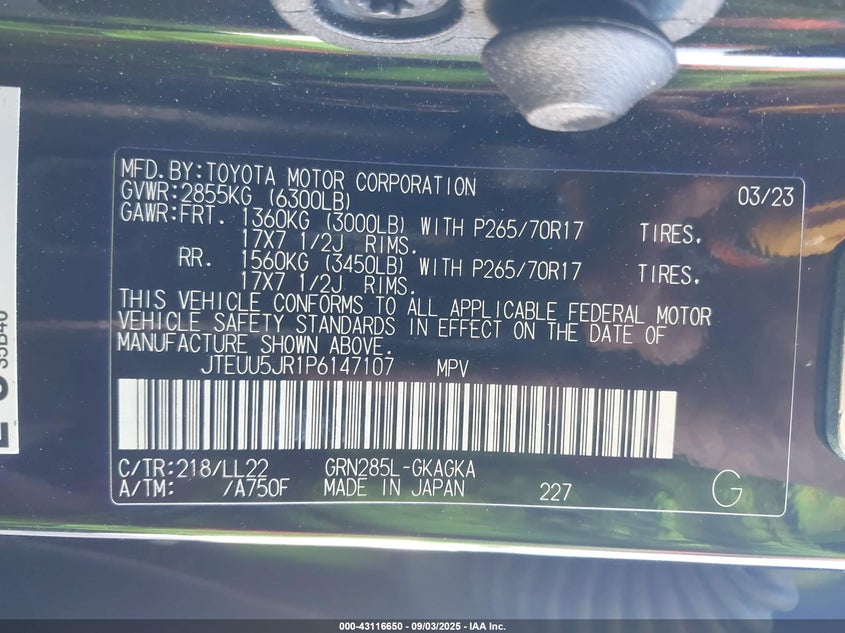 MFD.BY:TOYOTA MOTOR CORPORATION 03/23
GVWR:2855KG (6300LB)
GAWR:FRT. 1360KG (3000LB) WITH P265/70R17 TIRES.
17X7 1/2J RIMS.
RR. 1560KG (3450LB) WITH P265/70R17 TIRES.
17X7 1/2J RIMS.
THIS VEHICLE CONFORMS TO ALL APPLICABLE FEDERAL MOTOR
VEHICLE SAFETY STANDARDS IN EFFECT ON THE DATE OF
MANUFACTURE SHOWN ABOVE.
JTEUU5JR1P6147107 MPV
C/TR:218/LL22 GRN285L-GKAGKA
A/TM: /A750F MADE IN JAPAN 227 G
35B40
000-43116650 - 09/03/2025 - IAA Inc.